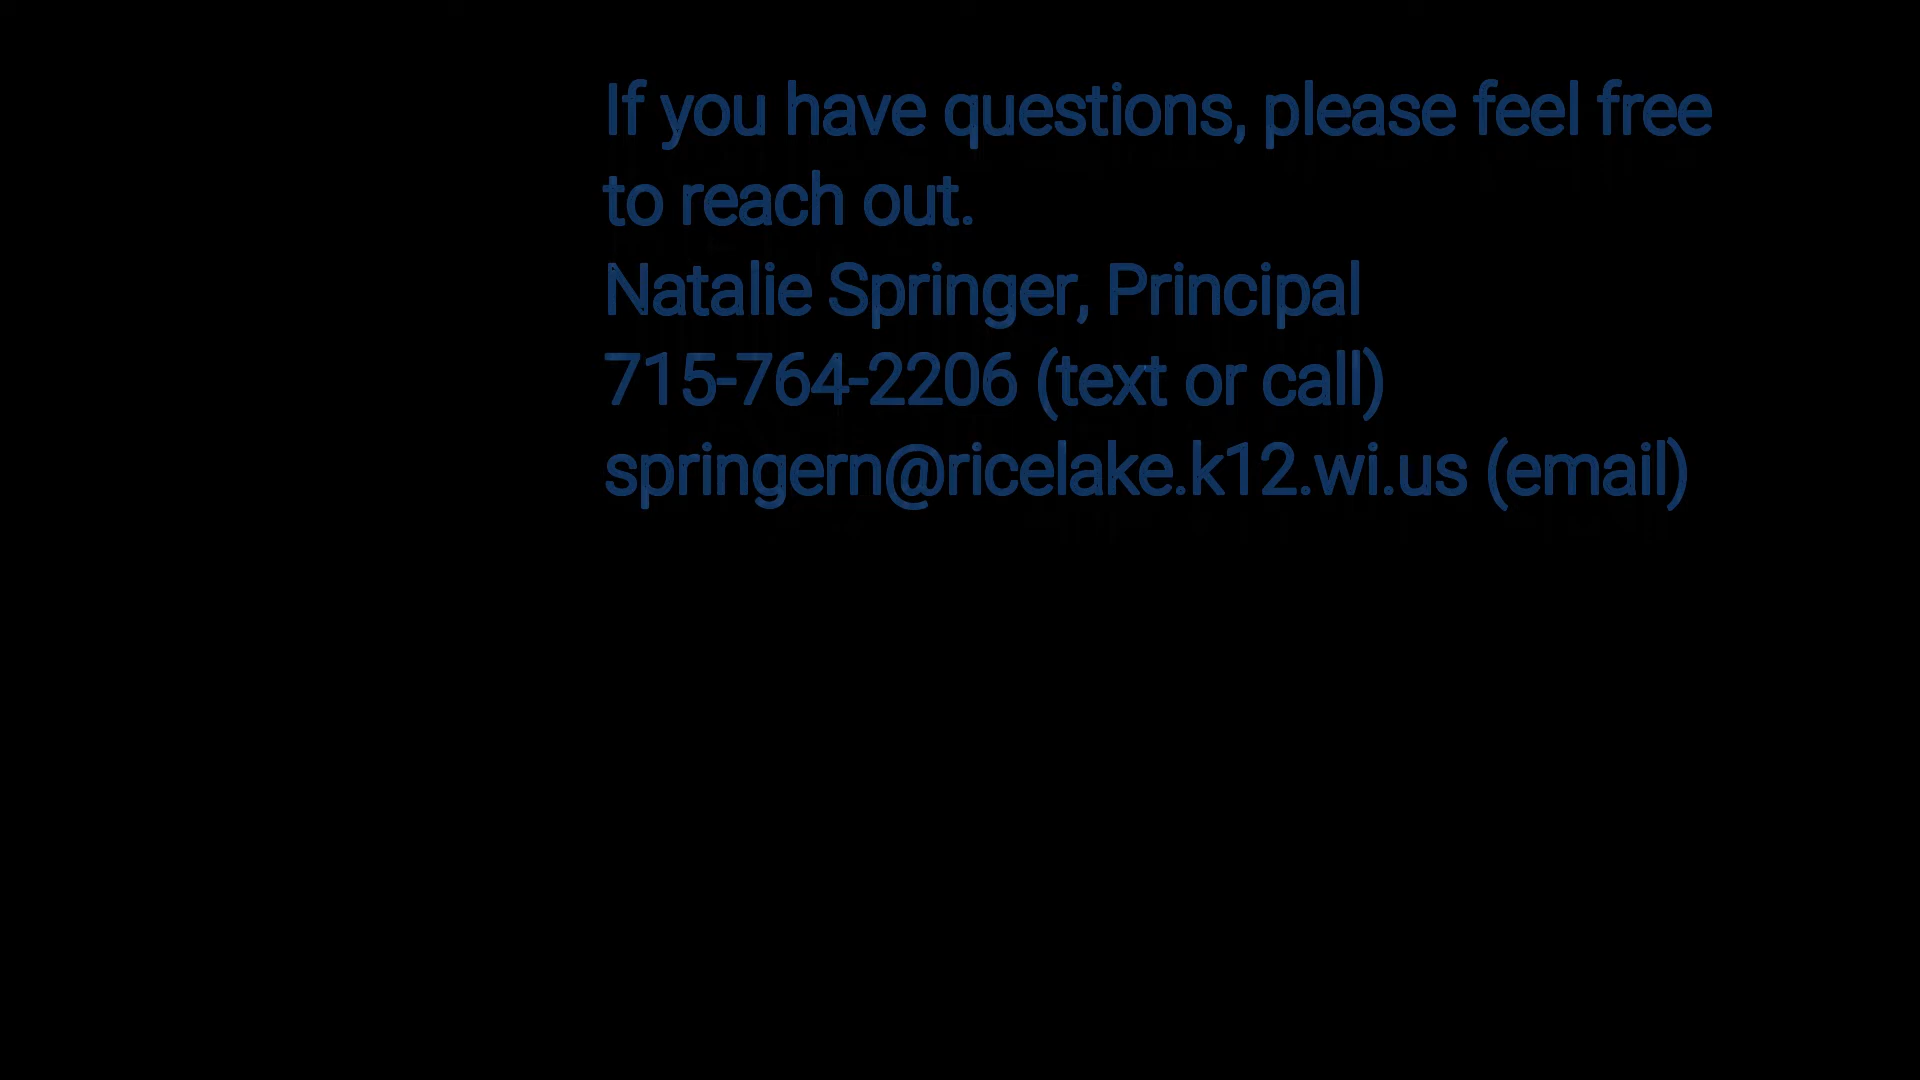 If you have questions, please feel free
to reach out.
Natalie Springer, Principal
715-764-2206 (text or call)
springern@ricelake.k12.wi.us (email)